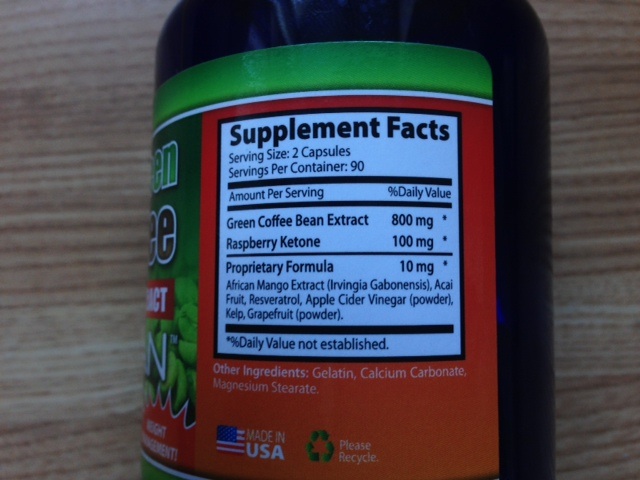 Supplement Facts
Serving Size: 2 Capsules
Servings Per Container: 90
Amount Per Serving %Daily Value
Green Coffee Bean Extract 800 mg *
Raspberry Ketone 100 mg *
Proprietary Formula 10 mg *
African Mango Extract (Irvingia Gabonensis), Acai
Fruit, Resveratrol, Apple Cider Vinegar (powder),
Kelp, Grapefruit (powder).
*%Daily Value not established.
Other Ingredients: Gelatin, Calcium Carbonate,
Magnesium Stearate.
MADE IN
USA
Please
Recycle.